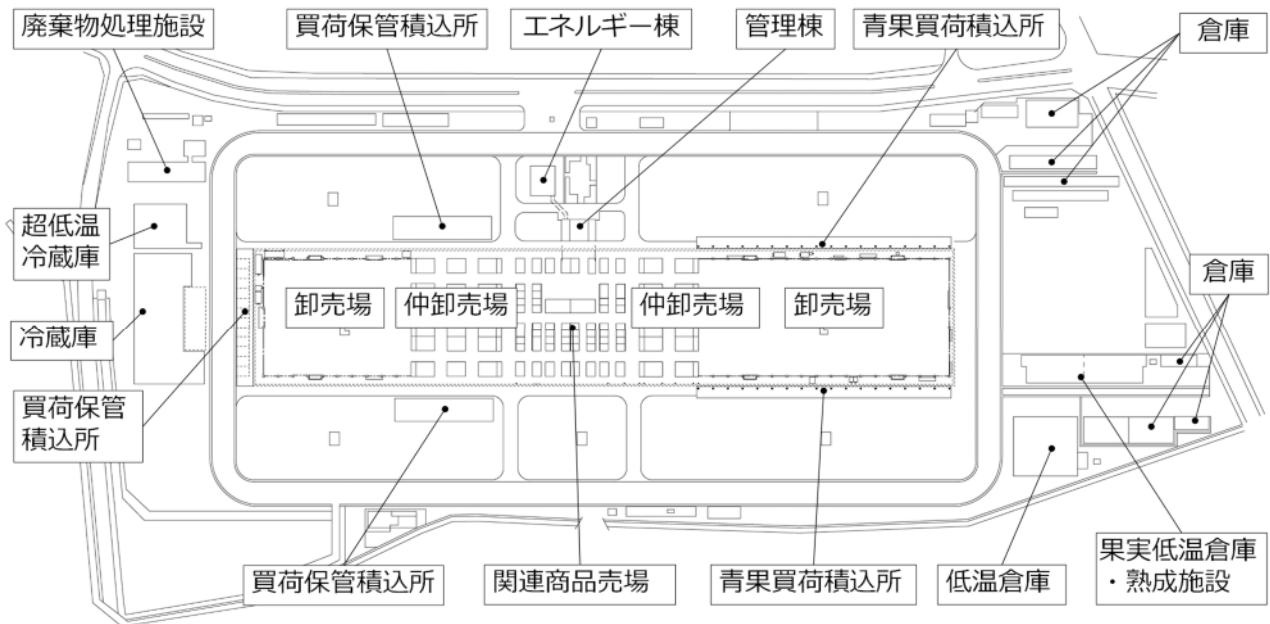 廃棄物処理施設
買荷保管積込所
エネルギー棟
管理棟
青果買荷積込所
倉庫
超低温
冷蔵庫
卸売場
仲卸売場
仲卸売場
卸売場
倉庫
冷蔵庫
買荷保管
積込所
買荷保管積込所
関連商品売場
青果買荷積込所
低温倉庫
果実低温倉庫
・熟成施設